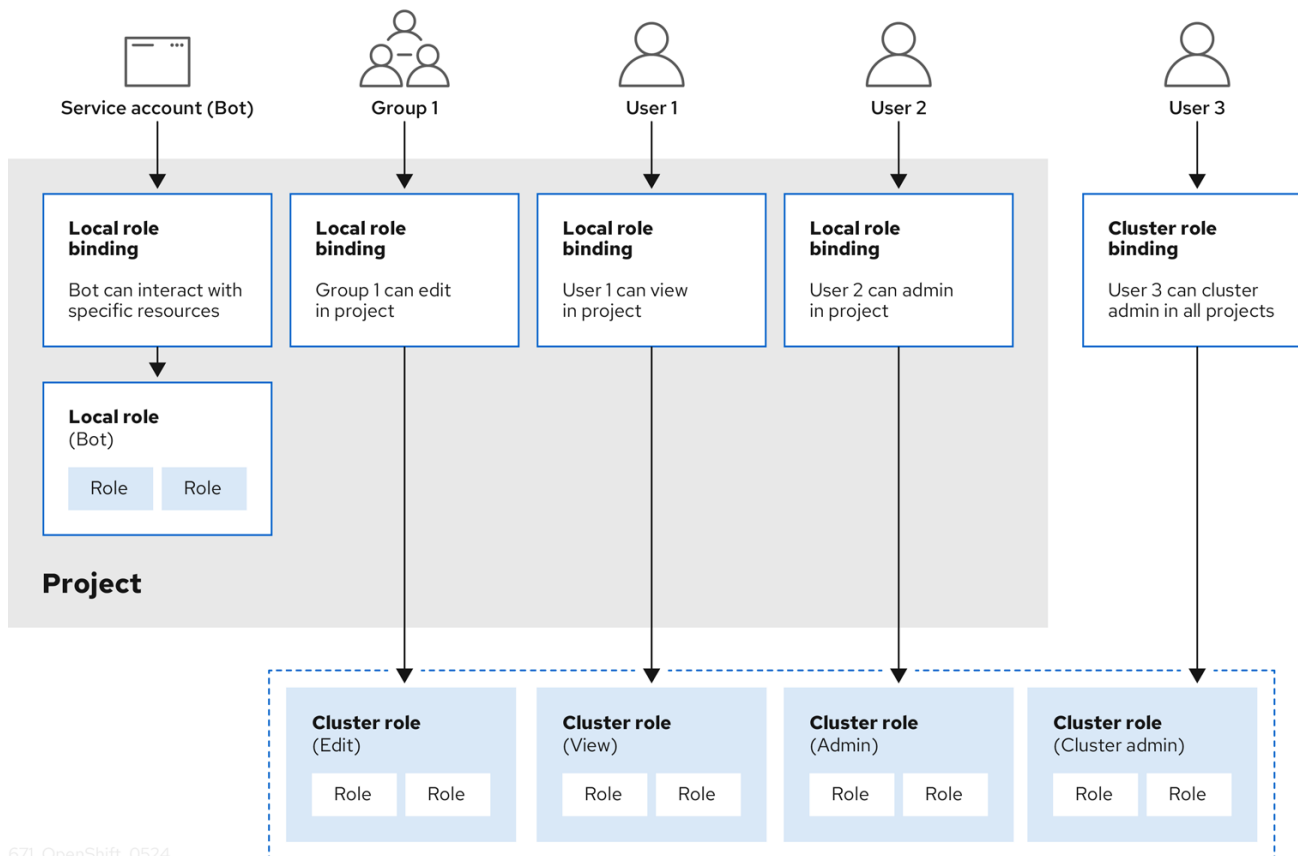 Service account (Bot)
Group 1
User 1
User 2
User 3
Local role
binding
Bot can interact with
specific resources
Local role
binding
Group 1 can edit
in project
Local role
binding
User 1 can view
in project
Local role
binding
User 2 can admin
in project
Cluster role
binding
User 3 can cluster
admin in all projects
Local role
(Bot)
Role
Role
Project
Cluster role
(Edit)
Role
Role
Cluster role
(View)
Role
Role
Cluster role
(Admin)
Role
Role
Cluster role
(Cluster admin)
Role
Role
671_OpenShift_0524